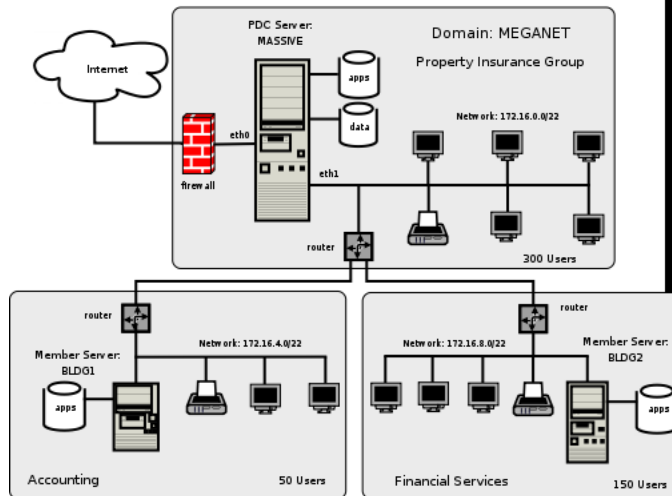 PDC Server:
MASSIVE
Domain: MEGANET
Property Insurance Group
Internet
apps
data
Network: 172.16.0.0/22
eth0
eth1
firewall
router
300 Users
router
Network: 172.16.4.0/22
Member Server:
BLDG1
apps
Accounting
50 Users
router
Network: 172.16.8.0/22
Member Server:
BLDG2
apps
Financial Services
150 Users